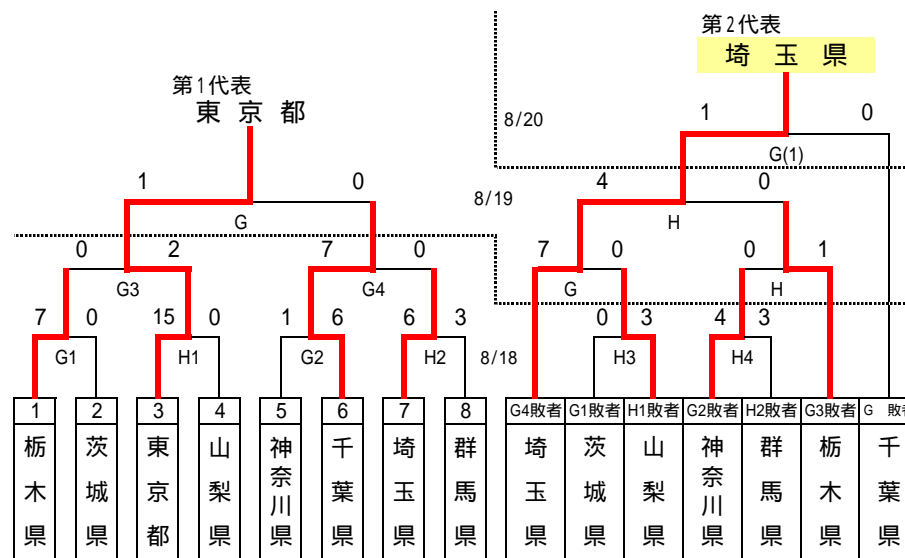 第2代表
埼玉県
第1代表
東京都
1 0
8/20
G(1)
1 0
4 0
8/19
G
H
0 2 7 0
7 0 0 1
G3
G4
G
H
7 0 15 0 1 6 6 3
0 3 4 3
G1
H1
G2
H2
8/18
H3
H4
1 2 3 4 5 6 7 8
G4敗者 G1敗者 H1敗者 G2敗者 H2敗者 G3敗者 G 敗者
栃木県 茨城県 東京都 山梨県 神奈川県 千葉県 埼玉県 群馬県
埼玉県 茨城県 山梨県 神奈川県 群馬県 栃木県 千葉県